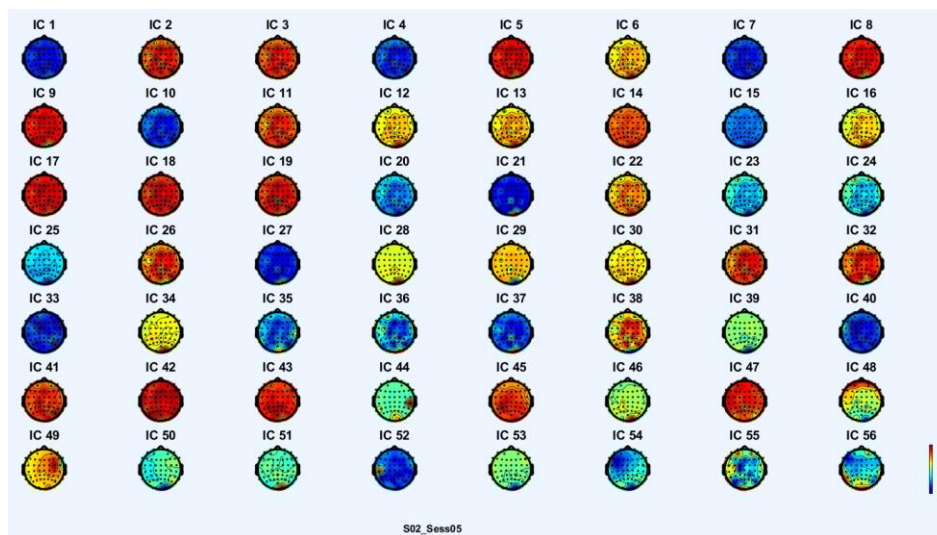 IC 1 IC 2 IC 3 IC 4 IC 5 IC 6 IC 7 IC 8
IC 9 IC 10 IC 11 IC 12 IC 13 IC 14 IC 15 IC 16
IC 17 IC 18 IC 19 IC 20 IC 21 IC 22 IC 23 IC 24
IC 25 IC 26 IC 27 IC 28 IC 29 IC 30 IC 31 IC 32
IC 33 IC 34 IC 35 IC 36 IC 37 IC 38 IC 39 IC 40
IC 41 IC 42 IC 43 IC 44 IC 45 IC 46 IC 47 IC 48
IC 49 IC 50 IC 51 IC 52 IC 53 IC 54 IC 55 IC 56
S02_Sess05